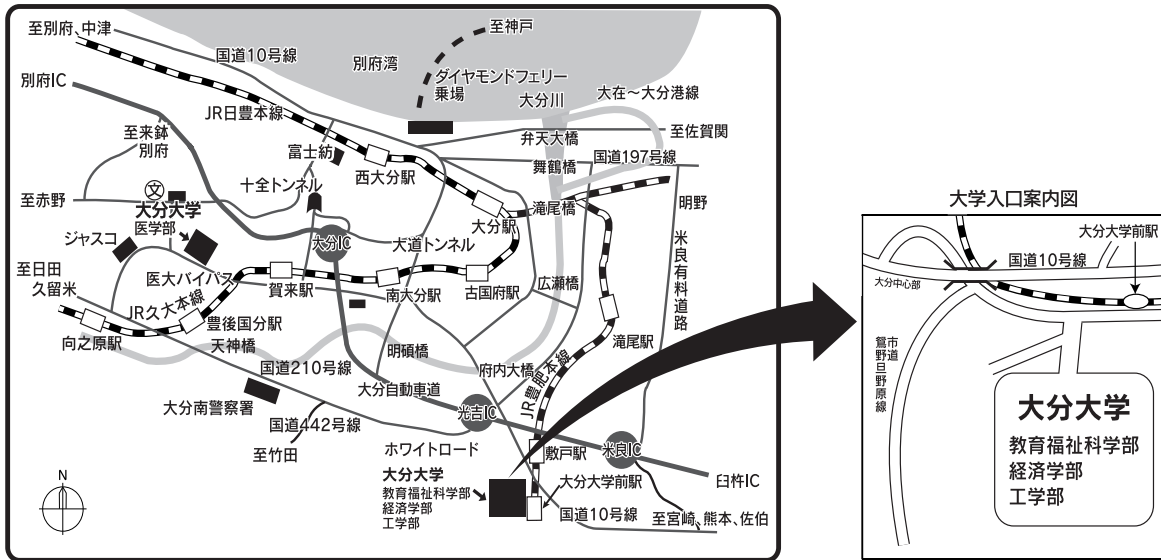 至別府、中津
国道10号線
別府湾
至神戸
ダイヤモンドフェリー
乗場
大分川
大在～大分港線
別府IC
JR日豊本線
至来鉢
別府
富士紡
西大分駅
弁天大橋
至佐賀関
舞鶴橋
国道197号線
十全トンネル
至赤野
文
大分大学
医学部
大分駅
滝尾橋
明野
ジャスコ
大分IC
大道トンネル
米良有料道路
至日田
久留米
医大バイパス
賀来駅
南大分駅
古国府駅
広瀬橋
JR久大本線
豊後国分駅
向之原駅
天神橋
明磧橋
滝尾駅
国道210号線
府内大橋
JR豊肥本線
大分自動車道
大分南警察署
光吉IC
国道442号線
至竹田
ホワイトロード
敷戸駅
米良IC
大分大学
教育福祉科学部
経済学部
工学部
大分大学前駅
臼杵IC
国道10号線
至宮崎、熊本、佐伯
N
大学入口案内図
大分大学前駅
国道10号線
大分中心部
市道
鴛野旦野原線
大分大学
教育福祉科学部
経済学部
工学部